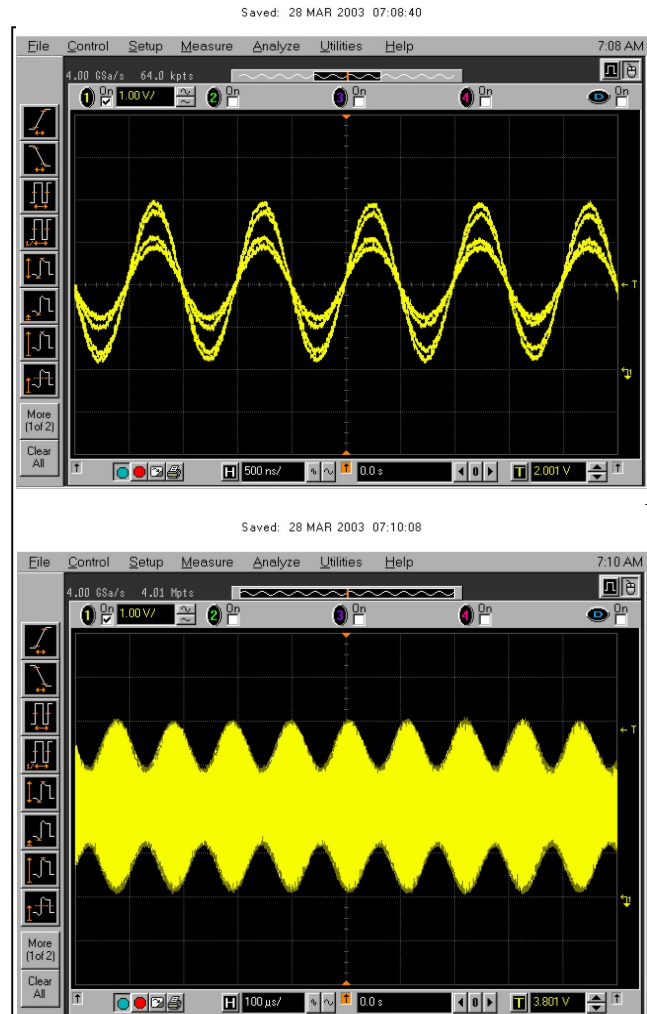 Saved: 28 MAR 2003 07:08:40
File Control Setup Measure Analyze Utilities Help 7:08 AM
4.00 GSa/s 64.0 kpts
1 On 1.00 V/ 2 On 3 On 4 On D On
T
More
(1of 2)
Clear
All
H 500 ns/ 0.0 s 0 T 2.001 V
Saved: 28 MAR 2003 07:10:08
File Control Setup Measure Analyze Utilities Help 7:10 AM
4.00 GSa/s 4.01 Mpts
1 On 1.00 V/ 2 On 3 On 4 On D On
T
More
(1of 2)
Clear
All
H 100 µs/ 0.0 s 0 T 3.801 V